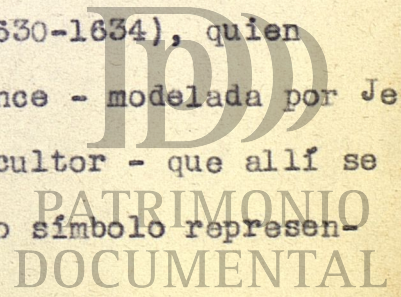 630-1634), quien
nce - modelada por Je
cultor - que allí se
o símbolo represen-
PATRIMONIO
DOCUMENTAL